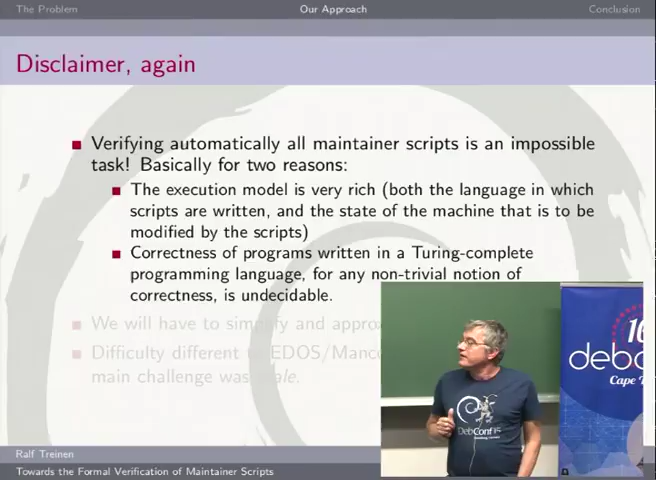 The Problem Our Approach Conclusion
Disclaimer, again
Verifying automatically all maintainer scripts is an impossible
task! Basically for two reasons:
The execution model is very rich (both the language in which
scripts are written, and the state of the machine that is to be
modified by the scripts)
Correctness of programs written in a Turing-complete
programming language, for any non-trivial notion of
correctness, is undecidable.
We will have to simplify and
Difficulty different
main challenge was scale.
16
Cape
DebConf15
Ralf Treinen
Towards the Formal Verification of Maintainer Scripts